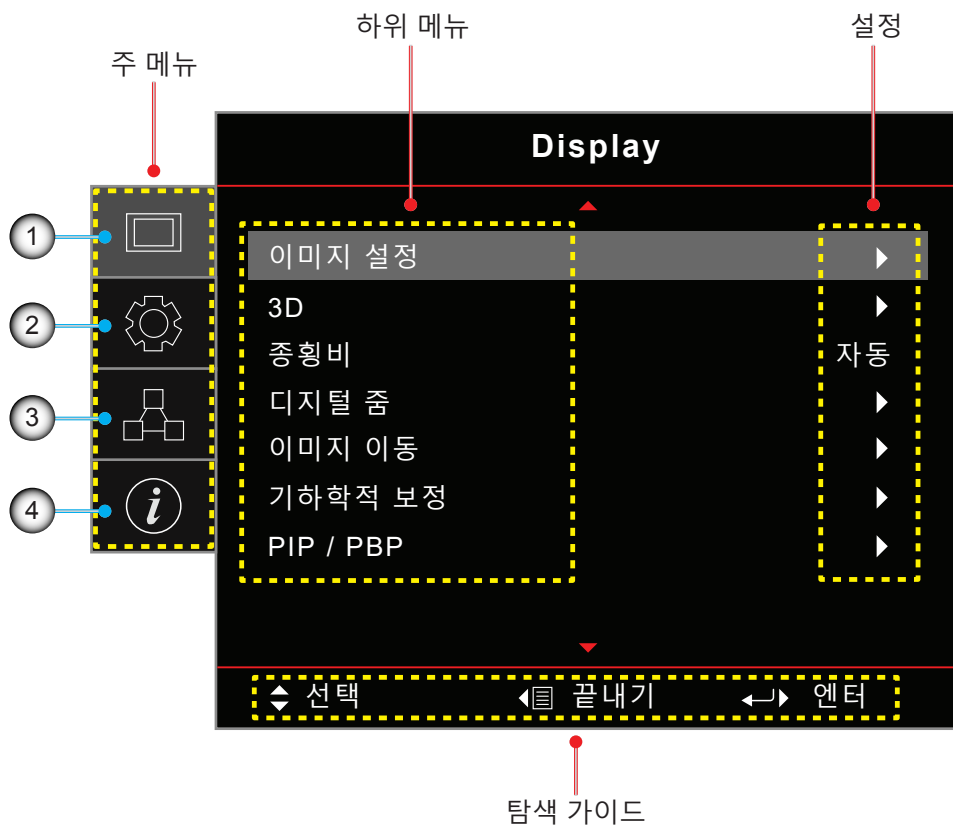 하위 메뉴
설정
주 메뉴
Display
1
이미지 설정
2
3D
종횡비 자동
3
디지털 줌
이미지 이동
4
기하학적 보정
PIP / PBP
선택 끝내기 엔터
탐색 가이드